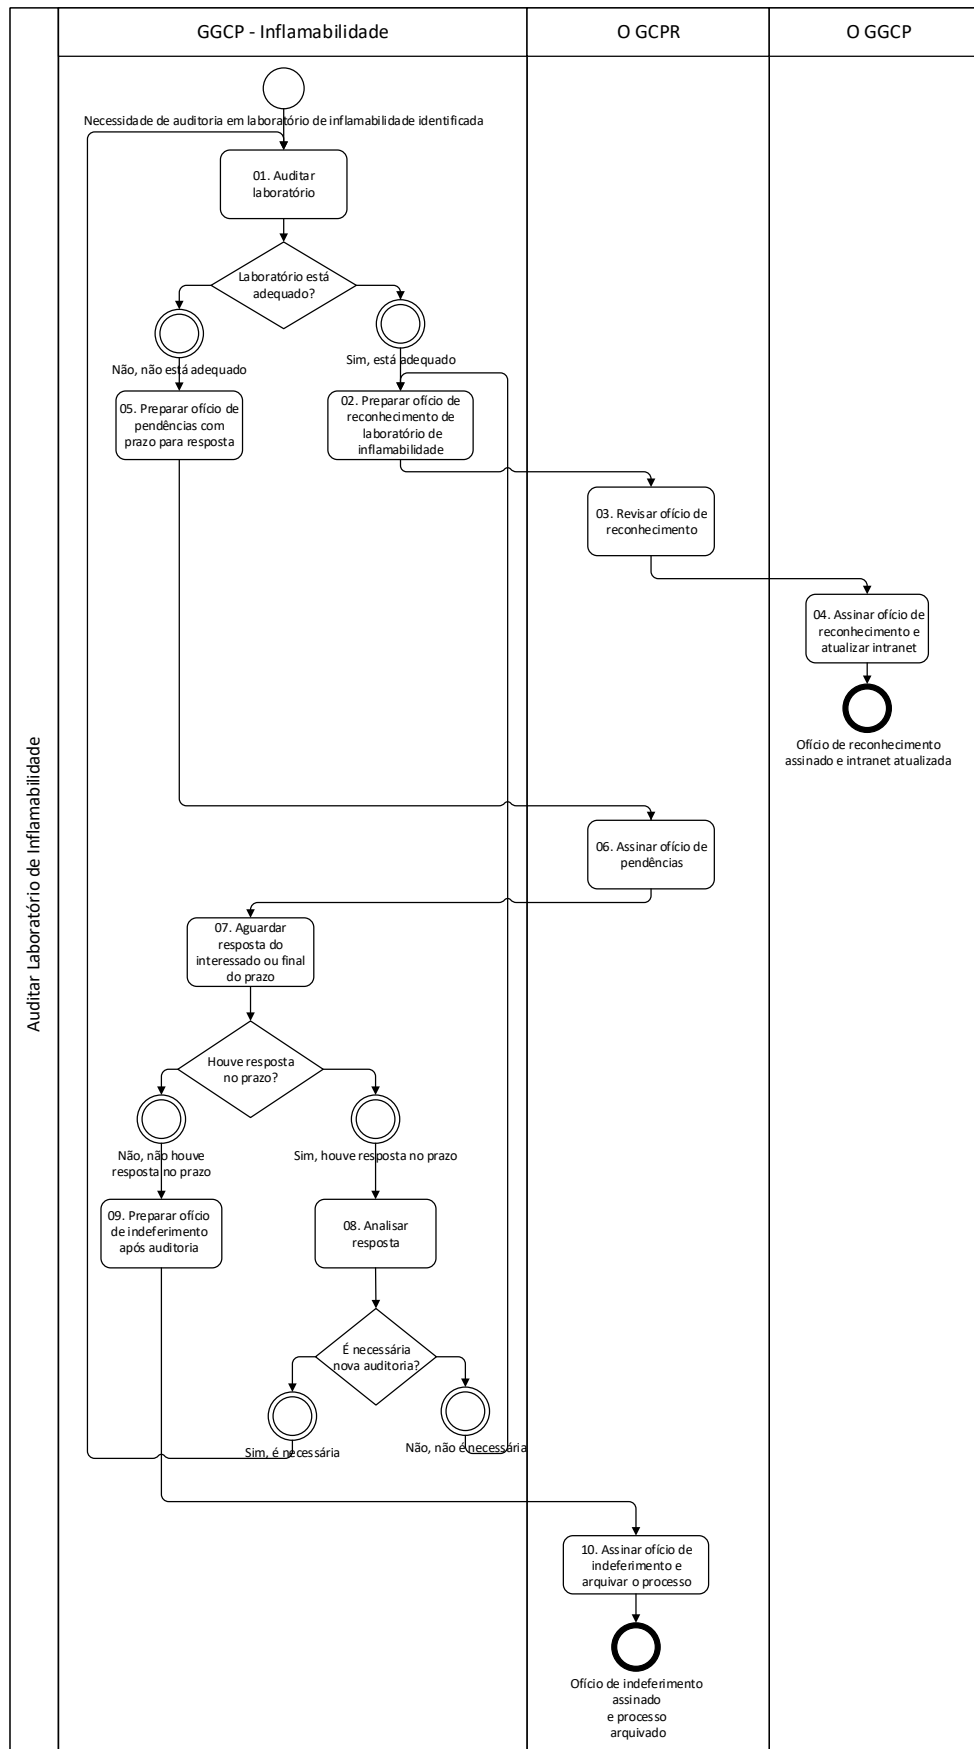 GGCP - Inflamabilidade
O GCPR
O GGCP
Auditar Laboratório de Inflamabilidade
Necessidade de auditoria em laboratório de inflamabilidade identificada
01. Auditar
laboratório
Laboratório está
adequado?
Não, não está adequado
Sim, está adequado
05. Preparar ofício de
pendências com
prazo para resposta
02. Preparar ofício de
reconhecimento de
laboratório de
inflamabilidade
03. Revisar ofício de
reconhecimento
04. Assinar ofício de
reconhecimento e
atualizar intranet
Ofício de reconhecimento
assinado e intranet atualizada
06. Assinar ofício de
pendências
07. Aguardar
resposta do
interessado ou final
do prazo
Houve resposta
no prazo?
Não, não houve
resposta no prazo
Sim, houve resposta no prazo
09. Preparar ofício
de indeferimento
após auditoria
08. Analisar
resposta
É necessária
nova auditoria?
Sim, é necessária
Não, não é necessária
10. Assinar ofício de
indeferimento e
arquivar o processo
Ofício de indeferimento
assinado
e processo
arquivado